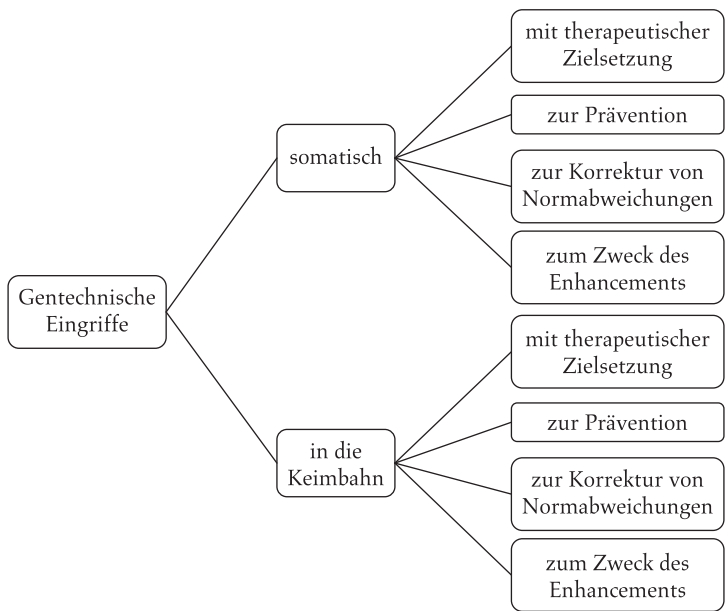 Gentechnische
Eingriffe
somatisch
mit therapeutischer
Zielsetzung
zur Prävention
zur Korrektur von
Normabweichungen
zum Zweck des
Enhancements
in die
Keimbahn
mit therapeutischer
Zielsetzung
zur Prävention
zur Korrektur von
Normabweichungen
zum Zweck des
Enhancements